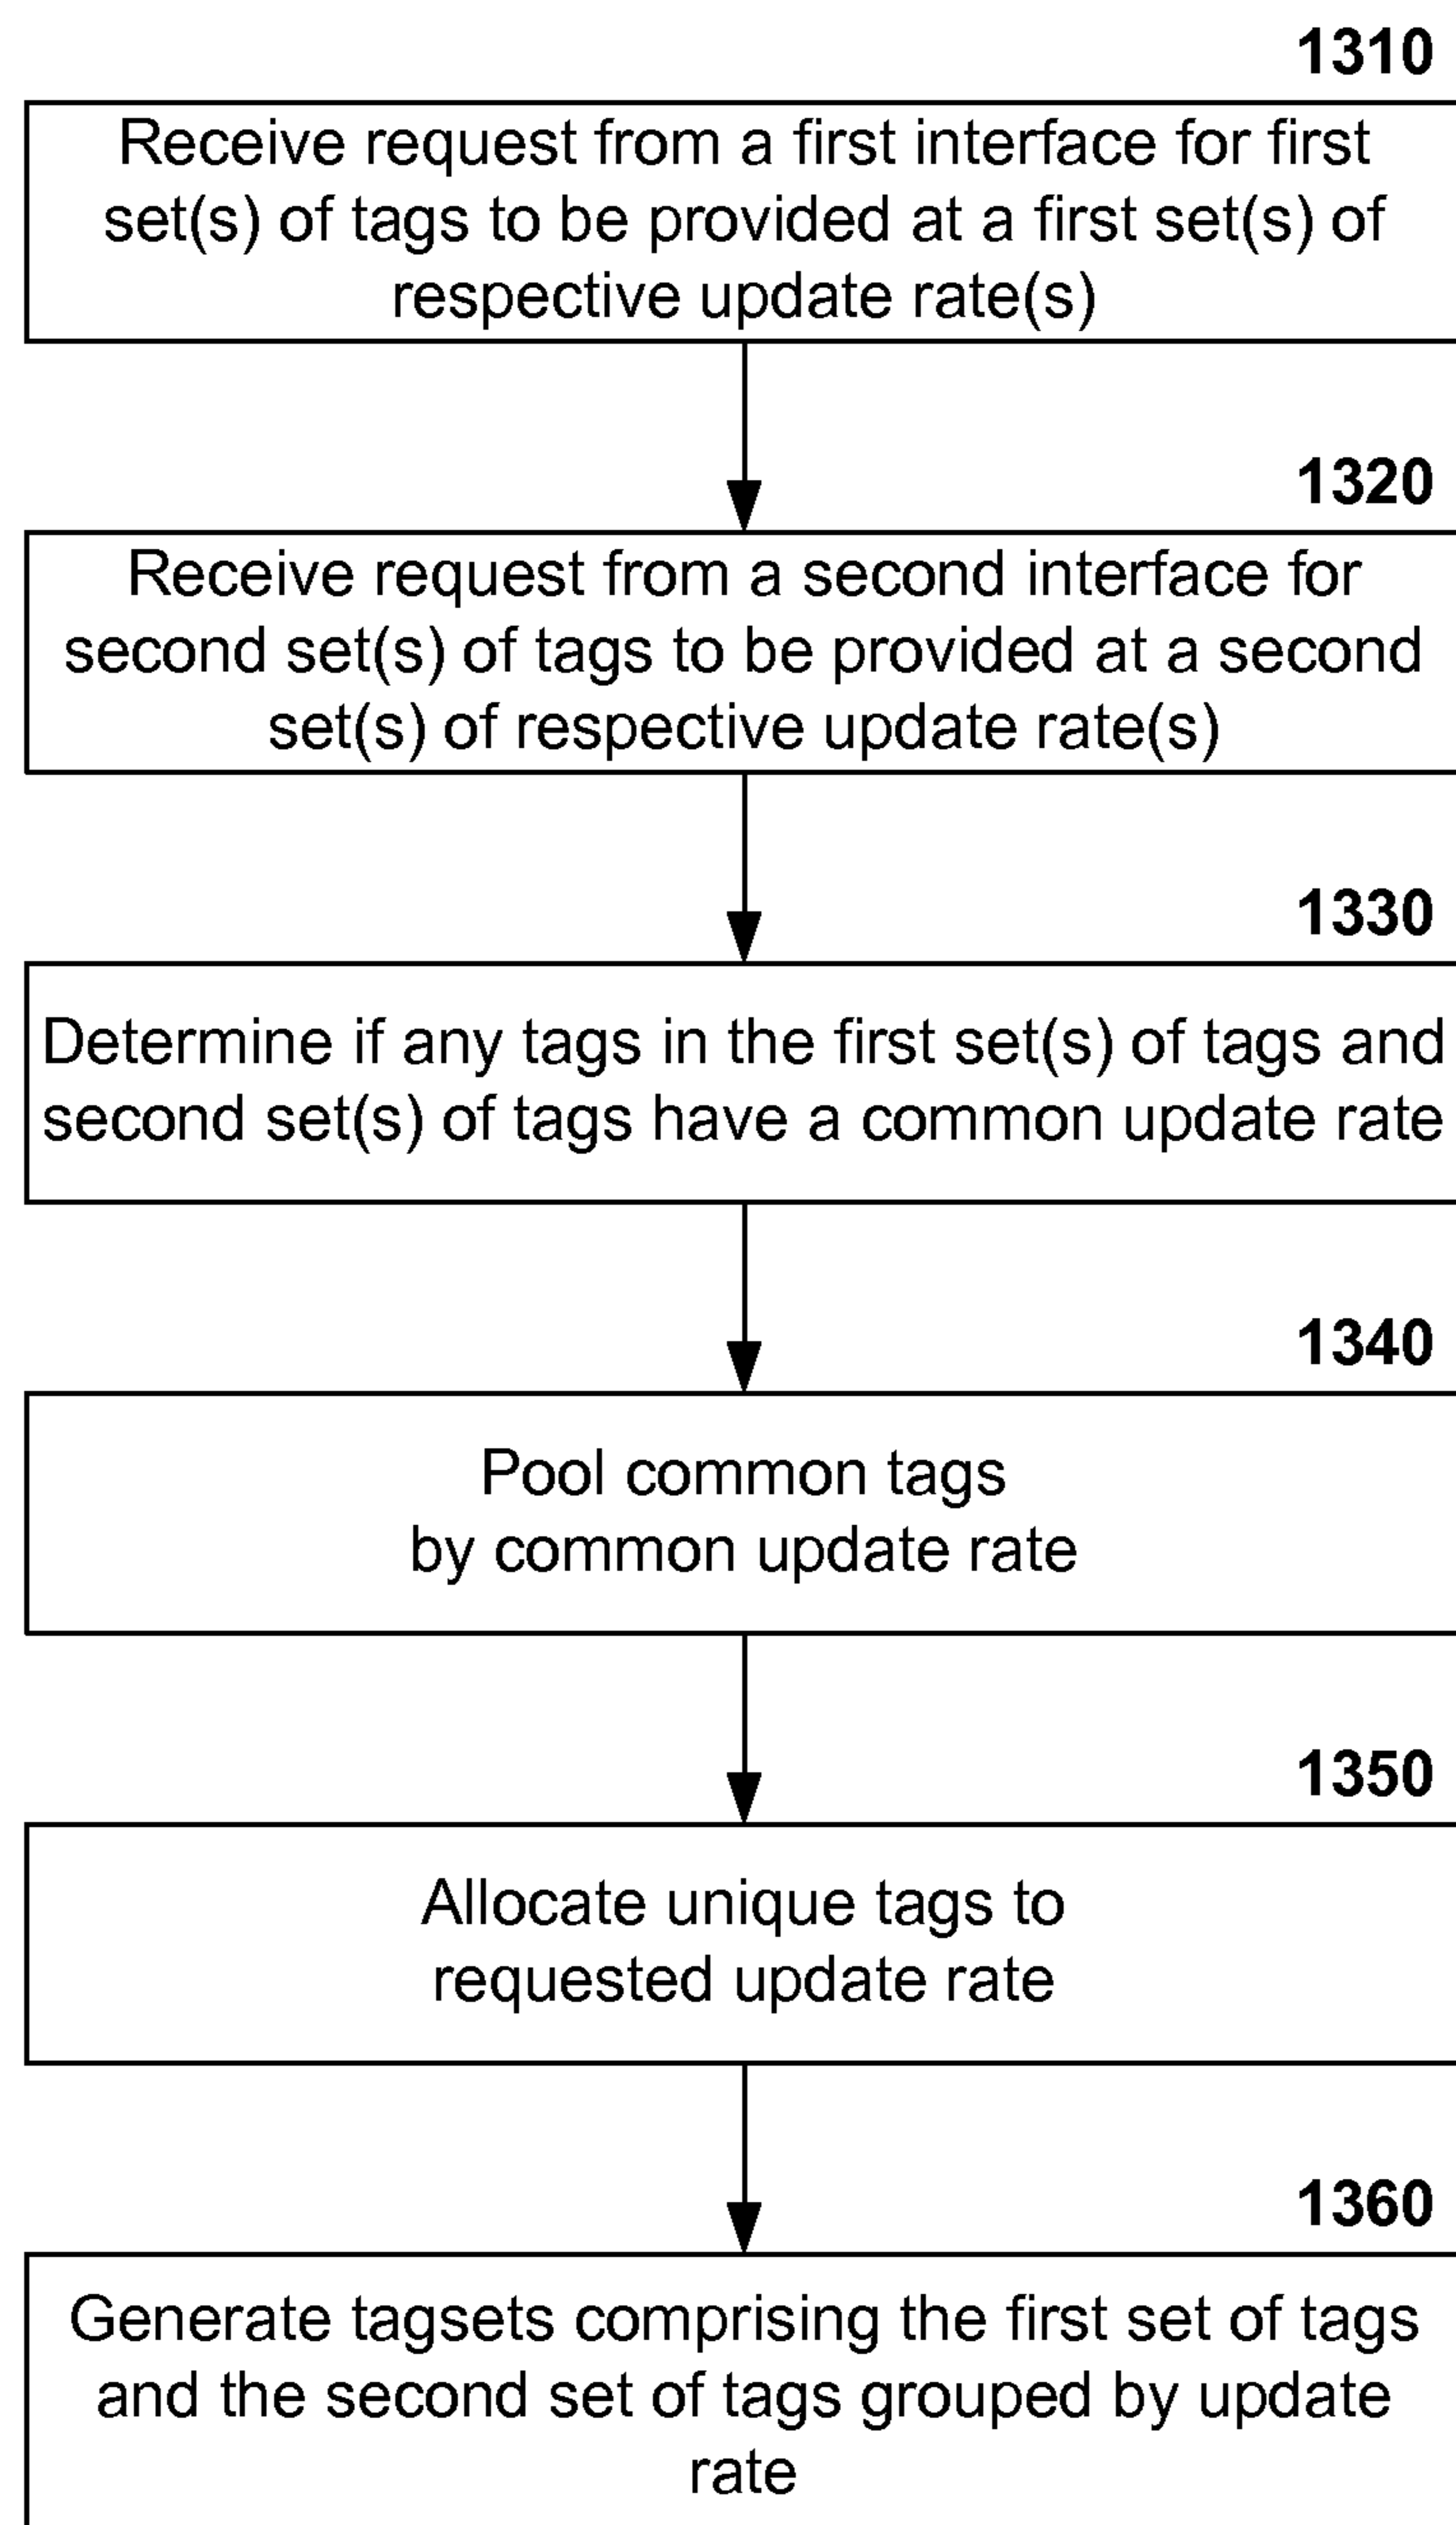 1310
Receive request from a first interface for first
set(s) of tags to be provided at a first set(s) of
respective update rate(s)
1320
Receive request from a second interface for
second set(s) of tags to be provided at a second
set(s) of respective update rate(s)
1330
Determine if any tags in the first set(s) of tags and
second set(s) of tags have a common update rate
1340
Pool common tags
by common update rate
1350
Allocate unique tags to
requested update rate
1360
Generate tagsets comprising the first set of tags
and the second set of tags grouped by update
rate